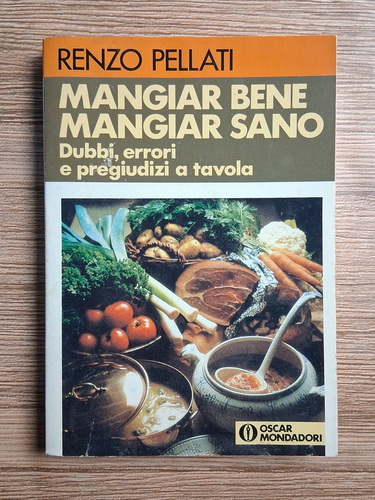 RENZO PELLATI
MANGIAR BENE
MANGIAR SANO
Dubbi, errori
e pregiudizi a tavola
OSCAR
MONDADORI